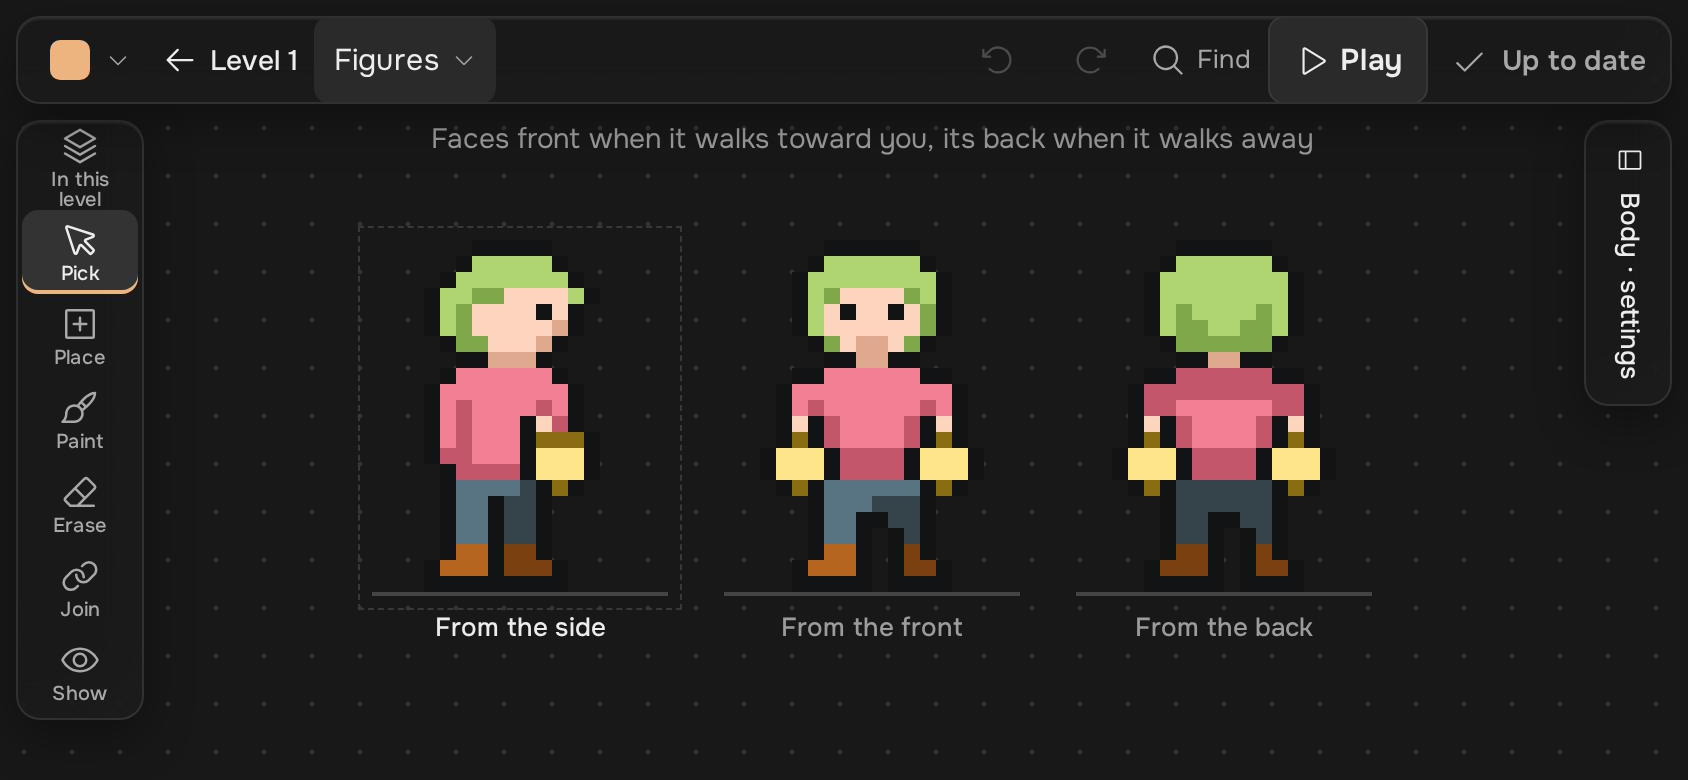 Level 1
Figures
Find
Play
Up to date
Faces front when it walks toward you, its back when it walks away
In this
level
Pick
Place
Paint
Erase
Join
Show
From the side
From the front
From the back
Body · settings